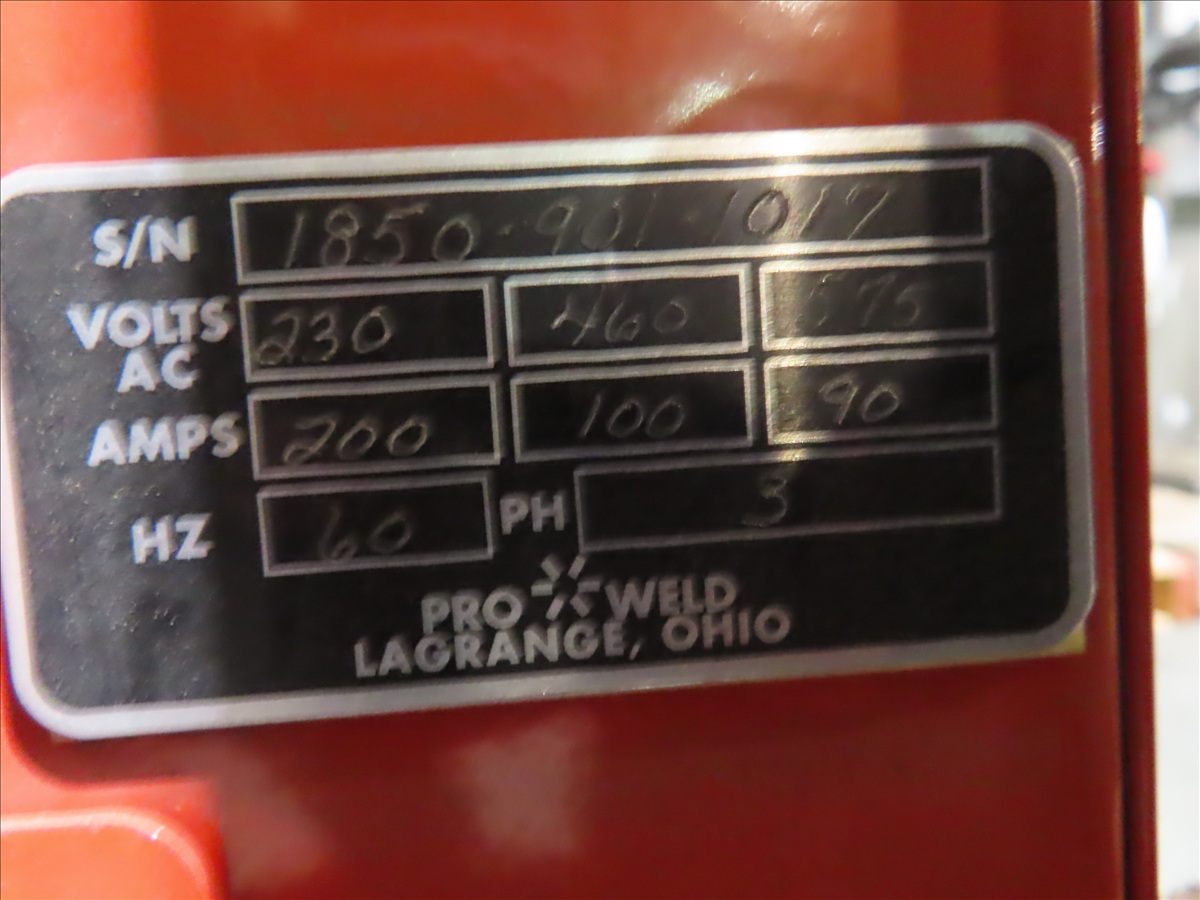 S/N 1850-901-1017
VOLTS AC 230 460 575
AMPS 200 100 90
HZ 60 PH 3
PRO WELD
LAGRANGE, OHIO